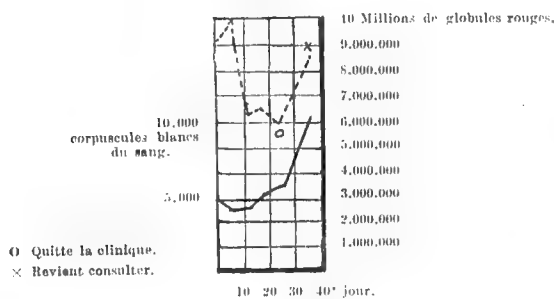 10 Millions de globules rouges.
9.000.000
8.000.000
7.000.000
10,000 6.000.000
corpuscules blancs
du sang.
5.000.000
4.000.000
5,000 3.000.000
2.000.000
1.000.000
O Quitte la clinique.
× Revient consulter.
10 20 30 40e jour.